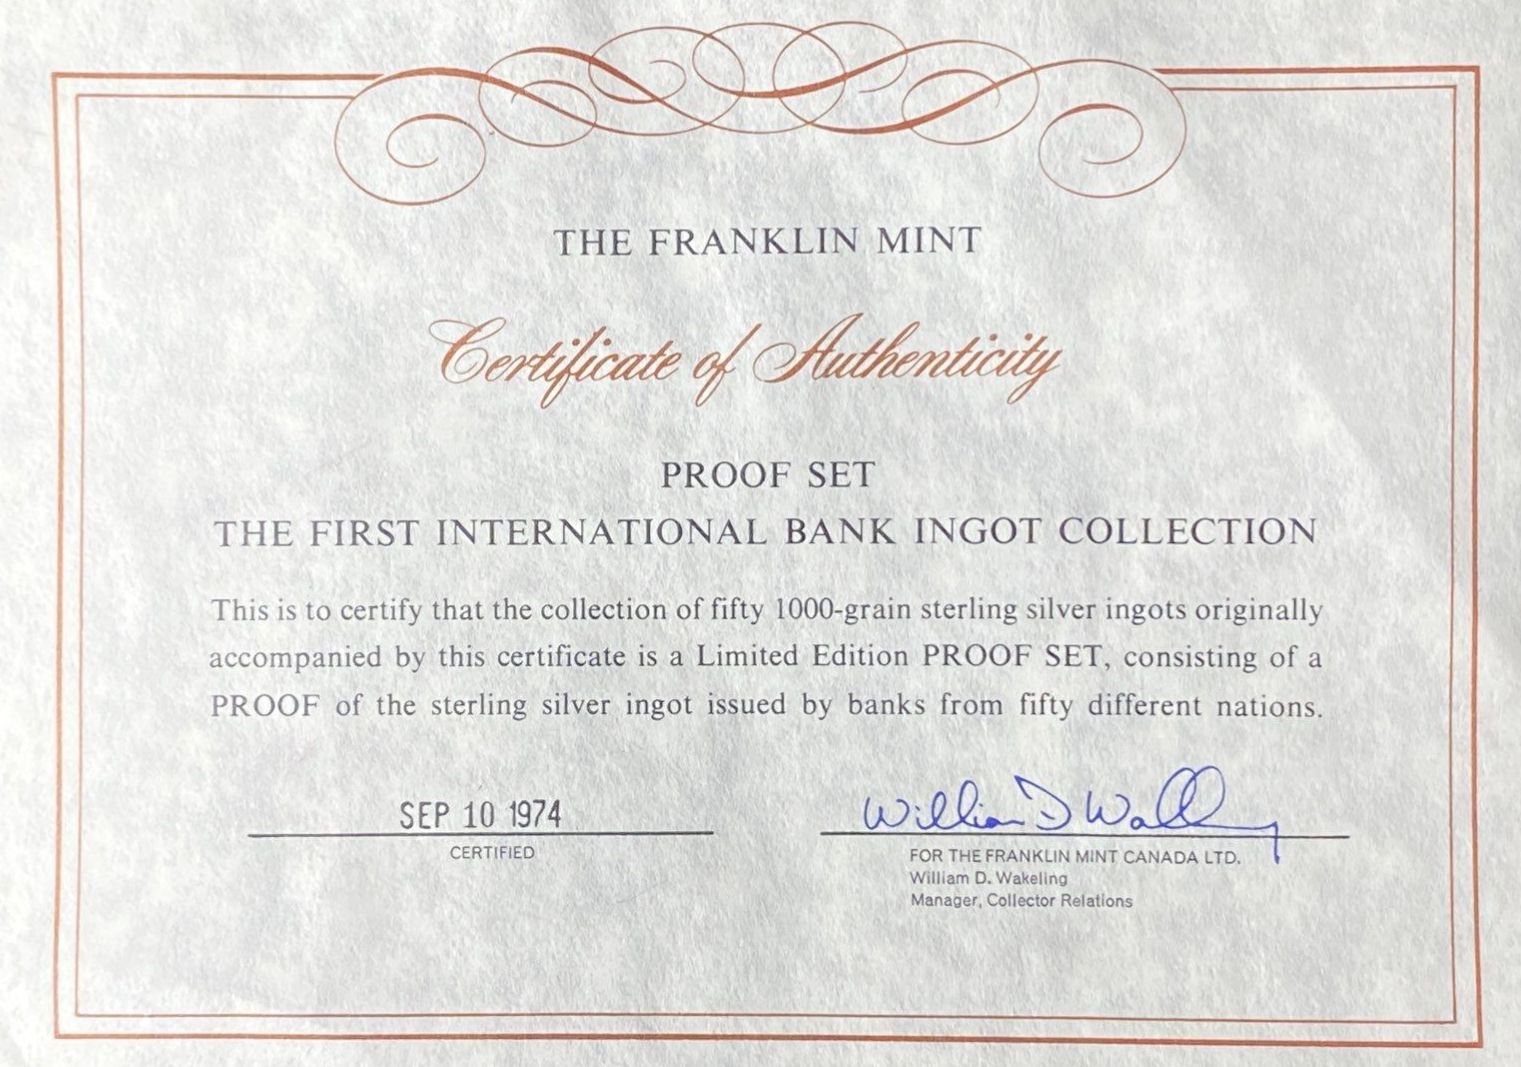 THE FRANKLIN MINT
Certificate of Authenticity
PROOF SET
THE FIRST INTERNATIONAL BANK INGOT COLLECTION
This is to certify that the collection of fifty 1000-grain sterling silver ingots originally
accompanied by this certificate is a Limited Edition PROOF SET, consisting of a
PROOF of the sterling silver ingot issued by banks from fifty different nations.
SEP 10 1974
CERTIFIED
William D Wakeling
FOR THE FRANKLIN MINT CANADA LTD.
William D. Wakeling
Manager, Collector Relations